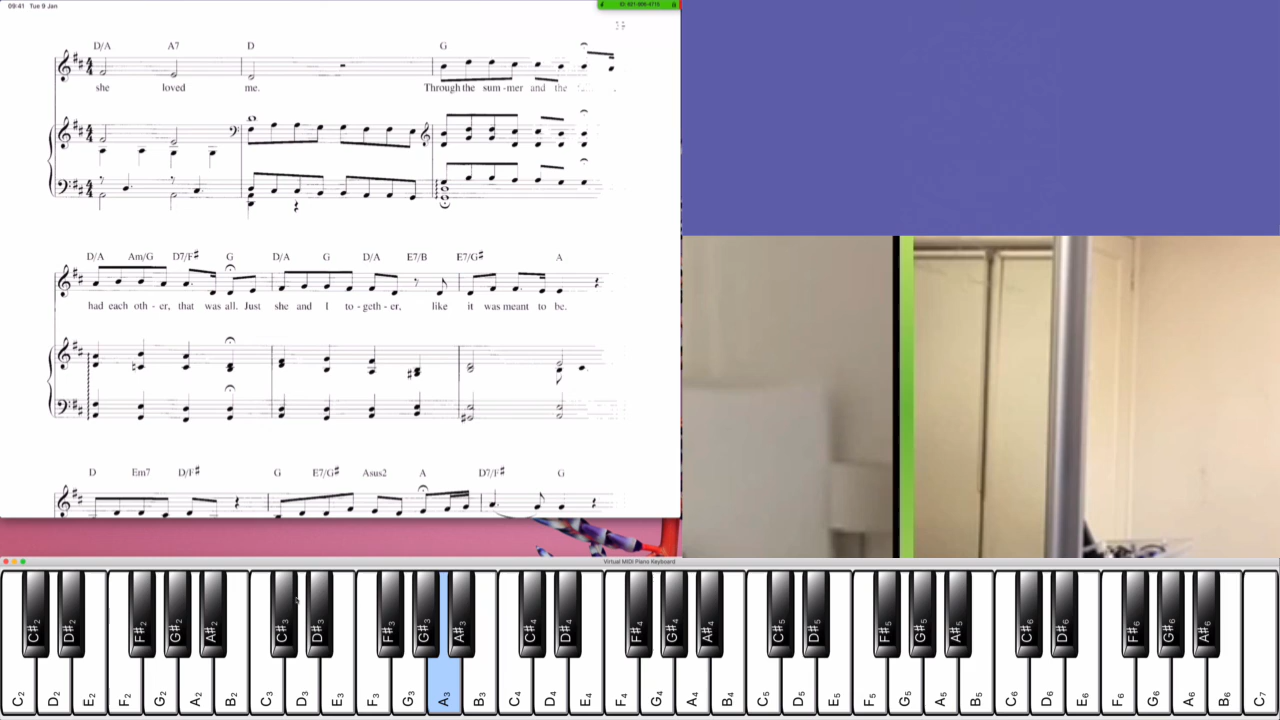 09:41 Tue 9 Jan
D/A A7 D G
she loved me. Through the sum - mer and the
D/A Am/G D7/F♯ G D/A G D/A E7/B E7/G♯ A
had each oth - er, that was all. Just she and I to - geth - er, like it was meant to be.
D Em7 D/F♯ G E7/G♯ Asus2 A D7/F♯ G
Virtual MIDI Piano Keyboard
C♯2 D♯2 F♯2 G♯2 A♯2 C♯3 D♯3 F♯3 G♯3 A♯3 C♯4 D♯4 F♯4 G♯4 A♯4 C♯5 D♯5 F♯5 G♯5 A♯5 C♯6 D♯6 F♯6 G♯6 A♯6
C2 D2 E2 F2 G2 A2 B2 C3 D3 E3 F3 G3 A3 B3 C4 D4 E4 F4 G4 A4 B4 C5 D5 E5 F5 G5 A5 B5 C6 D6 E6 F6 G6 A6 B6 C7